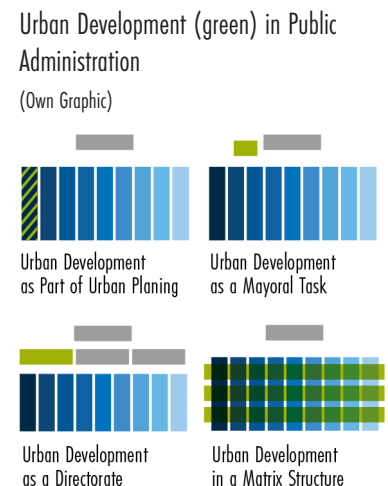 Urban Development (green) in Public
Administration
(Own Graphic)
Urban Development
as Part of Urban Planing
Urban Development
as a Mayoral Task
Urban Development
as a Directorate
Urban Development
in a Matrix Structure